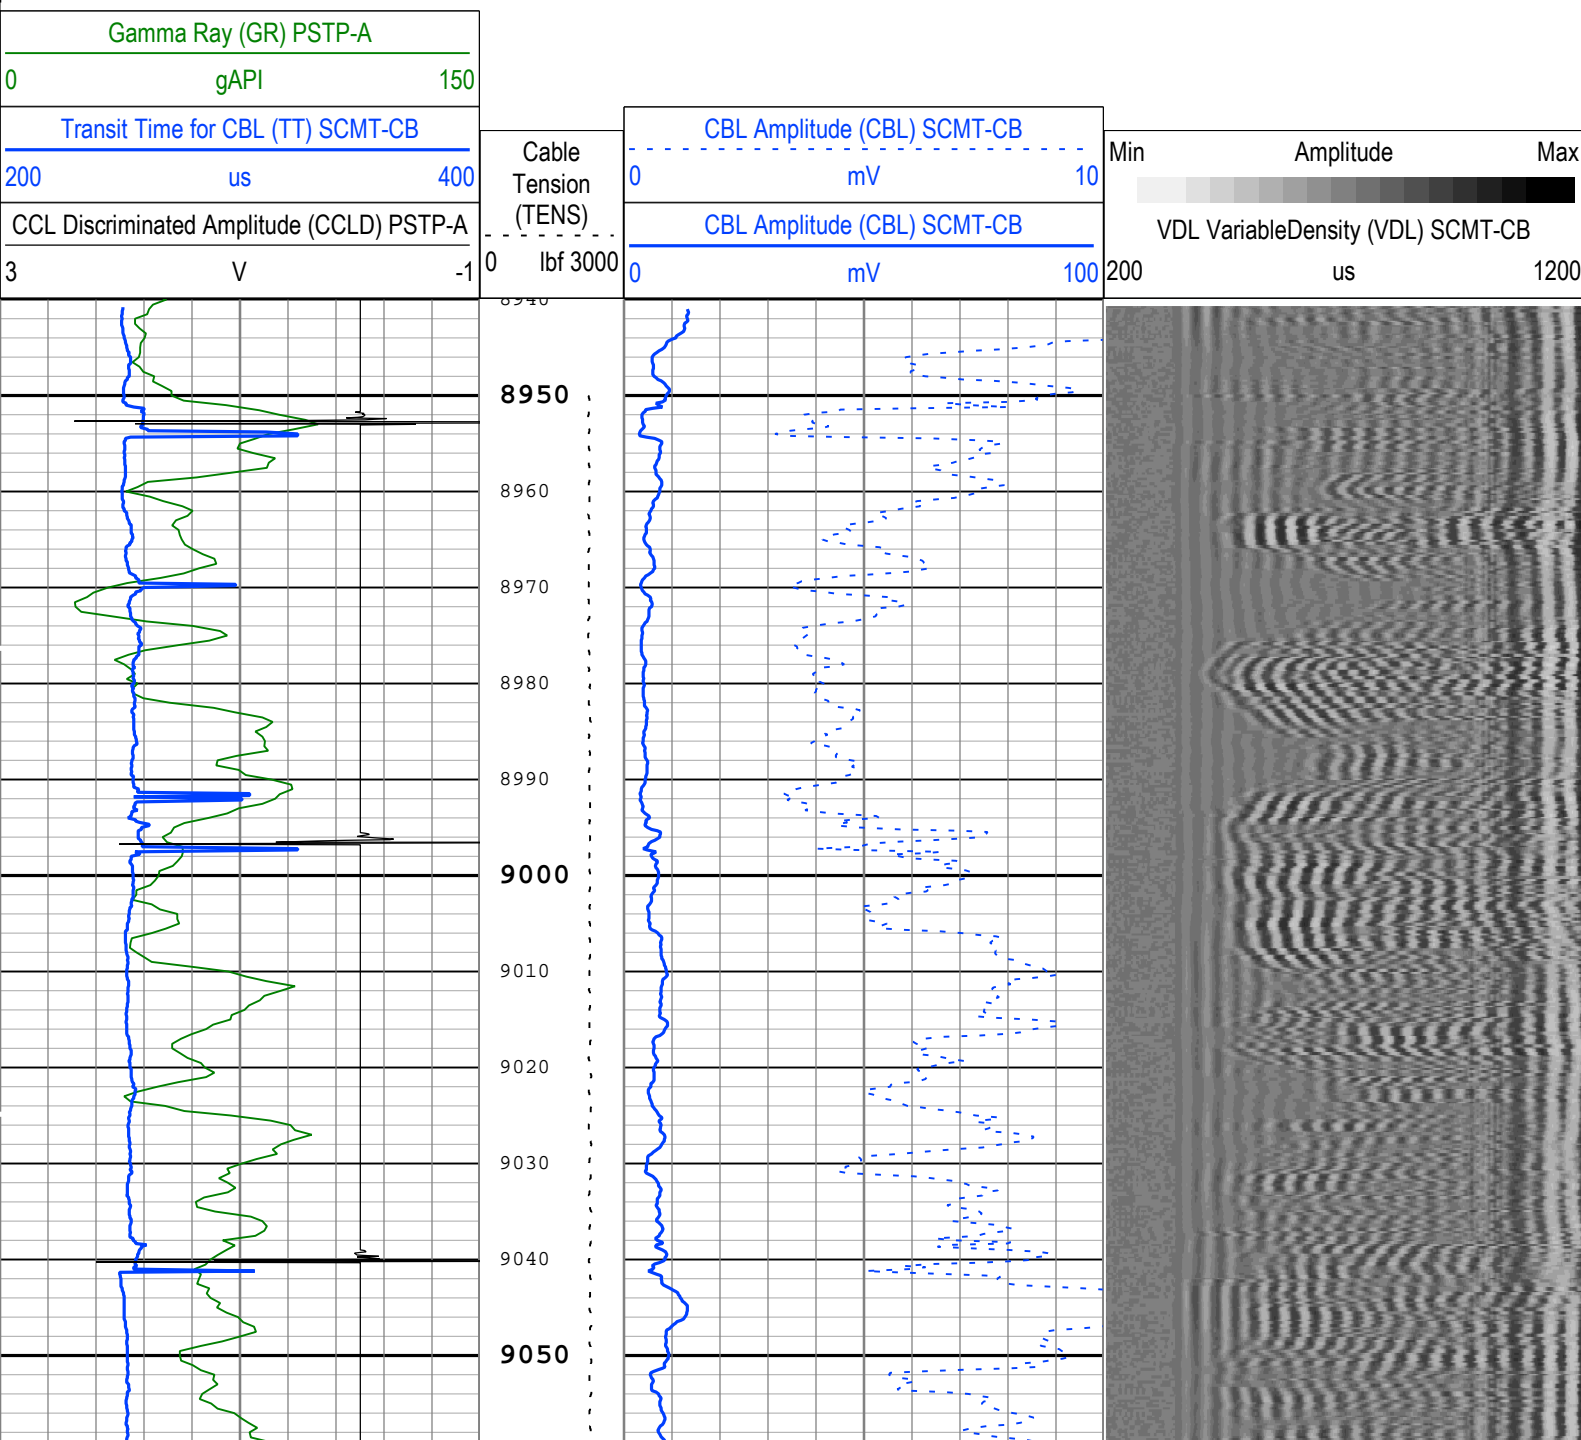 Gamma Ray (GR) PSTP-A
0 gAPI 150
Transit Time for CBL (TT) SCMT-CB
200 us 400
CCL Discriminated Amplitude (CCLD) PSTP-A
3 V -1
Cable
Tension
(TENS)
0 lbf 3000
CBL Amplitude (CBL) SCMT-CB
0 mV 10
CBL Amplitude (CBL) SCMT-CB
0 mV 100
Min Amplitude Max
VDL VariableDensity (VDL) SCMT-CB
200 us 1200
8940
8950
8960
8970
8980
8990
9000
9010
9020
9030
9040
9050